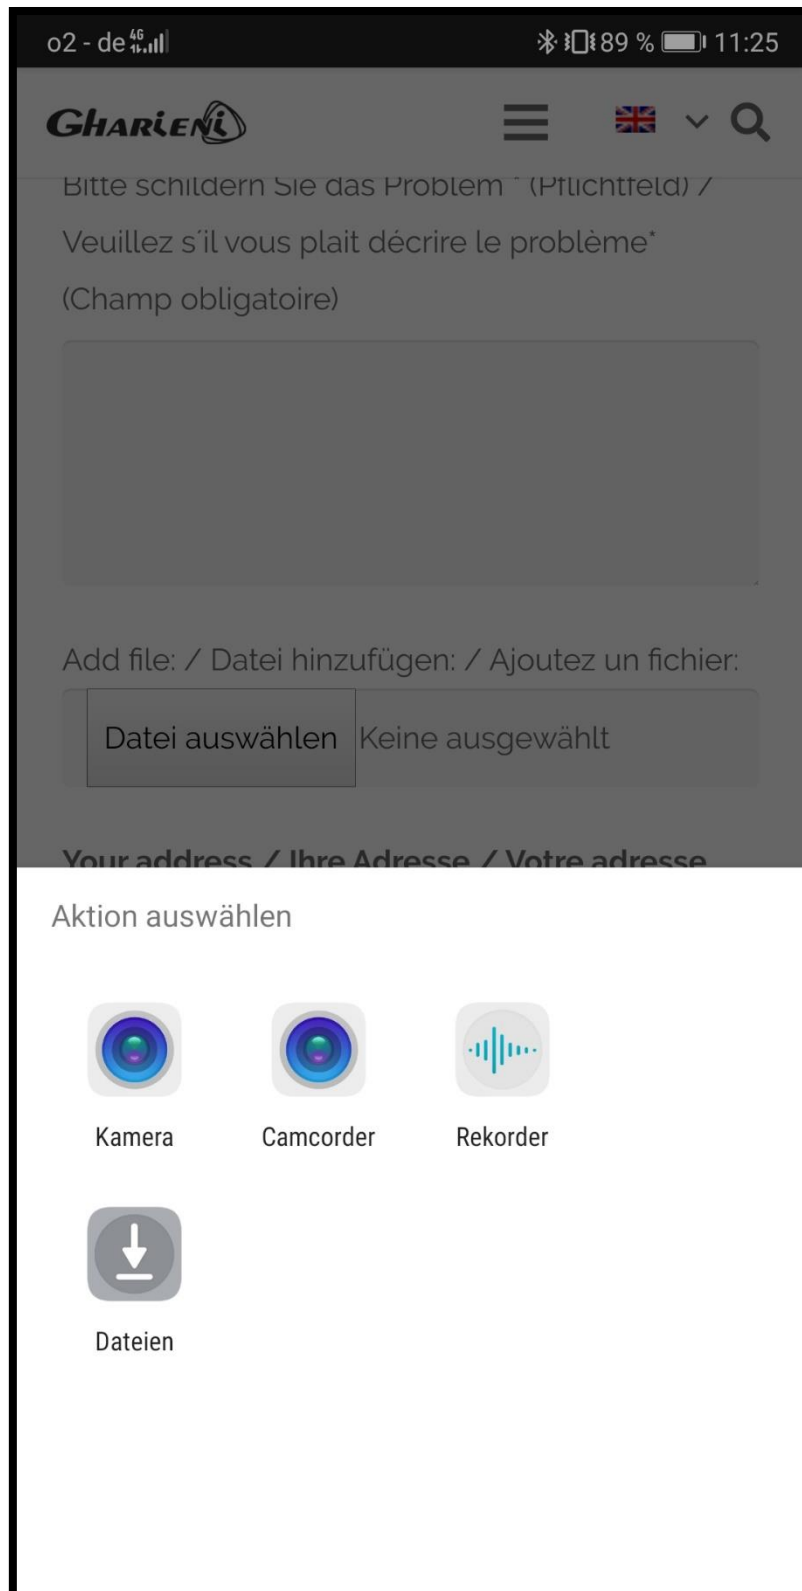 o2 - de 4G 89 % 11:25
GHARIENI
Bitte schildern Sie das Problem * (Pflichtfeld) /
Veuillez s´il vous plait décrire le problème*
(Champ obligatoire)
Add file: / Datei hinzufügen: / Ajoutez un fichier:
Datei auswählen Keine ausgewählt
Your address / Ihre Adresse / Votre adresse
Aktion auswählen
Kamera Camcorder Rekorder
Dateien